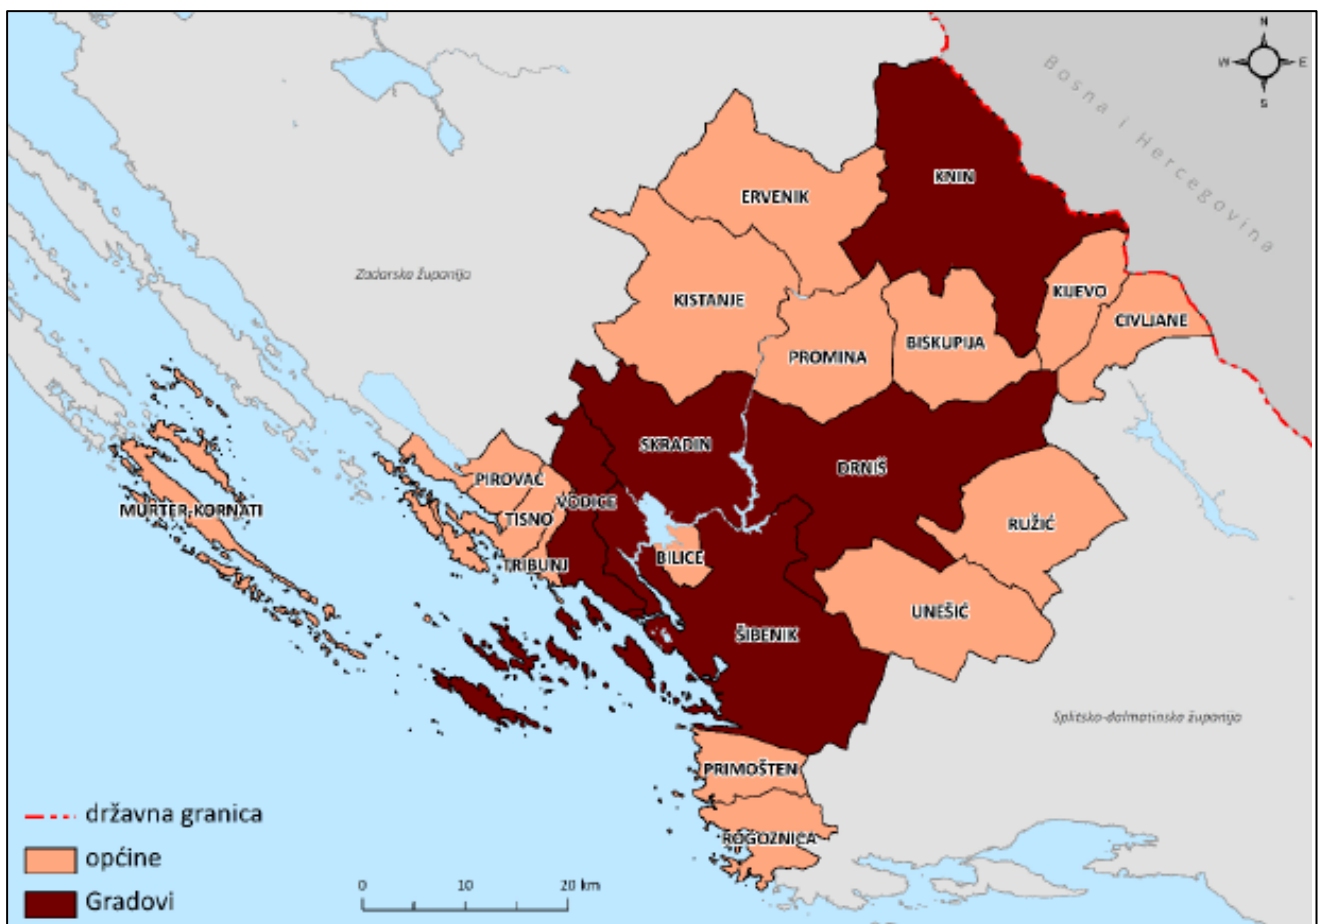 N
W
E
S
Bosna i Hercegovina
KNIN
ERVENIK
Zadarska županija
KISTANJE
KIJEVO
CIVLJANE
PROMINA
BISKUPIJA
SKRADIN
DRNIŠ
PIROVAC
VODICE
MURTER-KORNATI
TISNO
RUŽIĆ
BILICE
TRIBUNJ
UNEŠIĆ
ŠIBENIK
Splitsko-dalmatinska županija
PRIMOŠTEN
ROGOZNICA
državna granica
općine
Gradovi
0 10 20 km